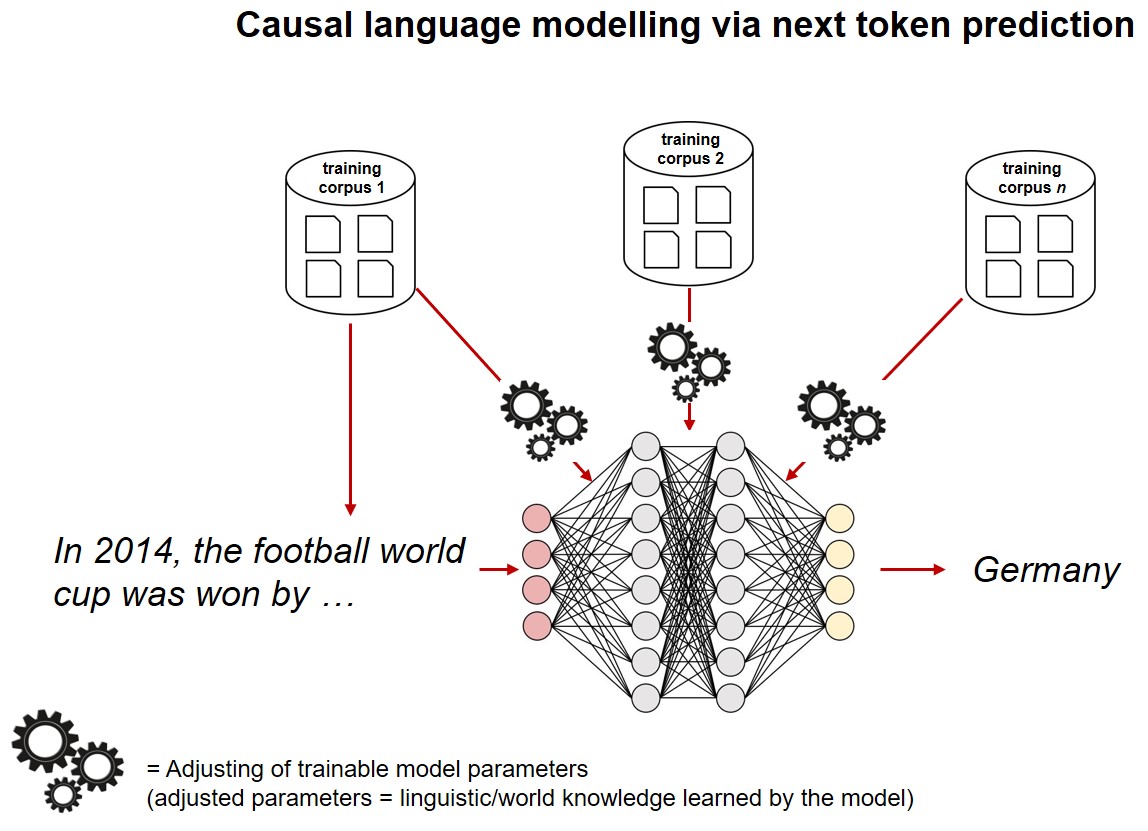 Causal language modelling via next token prediction
training
corpus 1
training
corpus 2
training
corpus n
In 2014, the football world
cup was won by …
Germany
= Adjusting of trainable model parameters
(adjusted parameters = linguistic/world knowledge learned by the model)